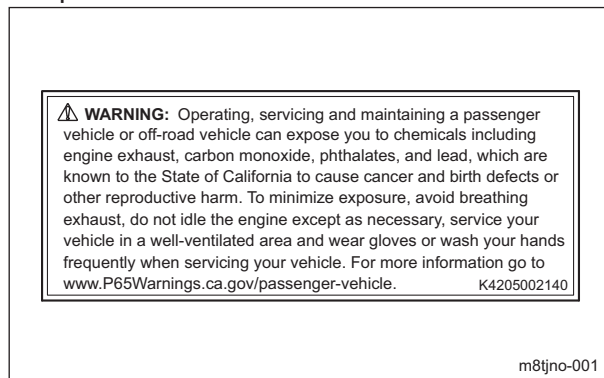 ⚠ WARNING: Operating, servicing and maintaining a passenger
vehicle or off-road vehicle can expose you to chemicals including
engine exhaust, carbon monoxide, phthalates, and lead, which are
known to the State of California to cause cancer and birth defects or
other reproductive harm. To minimize exposure, avoid breathing
exhaust, do not idle the engine except as necessary, service your
vehicle in a well-ventilated area and wear gloves or wash your hands
frequently when servicing your vehicle. For more information go to
www.P65Warnings.ca.gov/passenger-vehicle. K4205002140
m8tjno-001